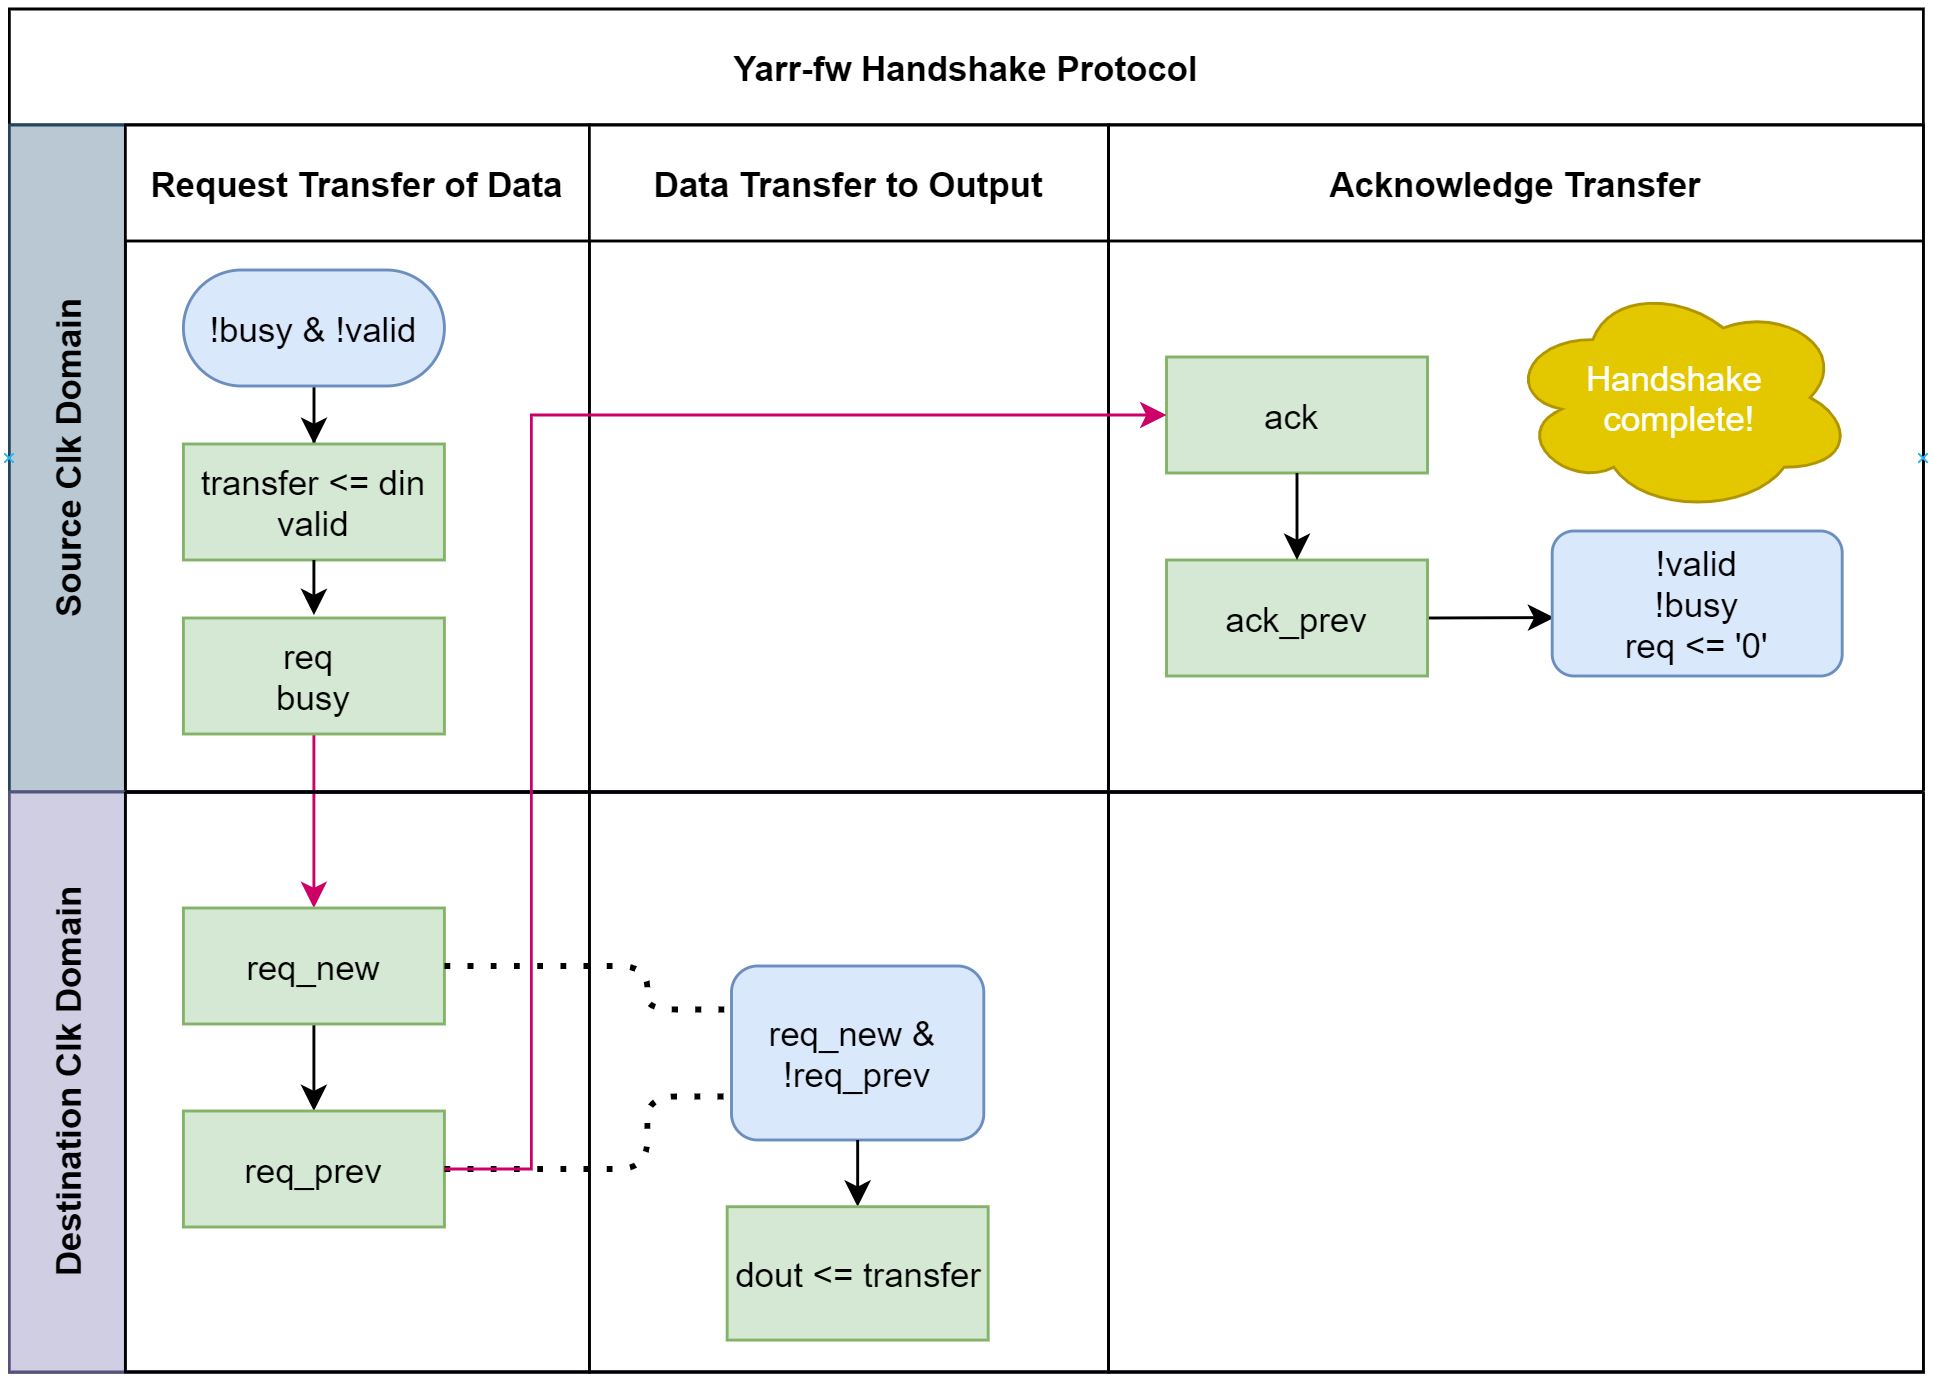 Yarr-fw Handshake Protocol
Request Transfer of Data
Data Transfer to Output
Acknowledge Transfer
Source Clk Domain
!busy & !valid
transfer <= din
valid
req
busy
ack
ack_prev
Handshake
complete!
!valid
!busy
req <= '0'
Destination Clk Domain
req_new
req_prev
req_new &
!req_prev
dout <= transfer